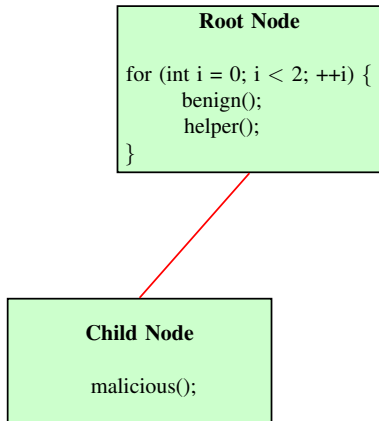 Root Node
for (int i = 0; i < 2; ++i) {
benign();
helper();
}
Child Node
malicious();